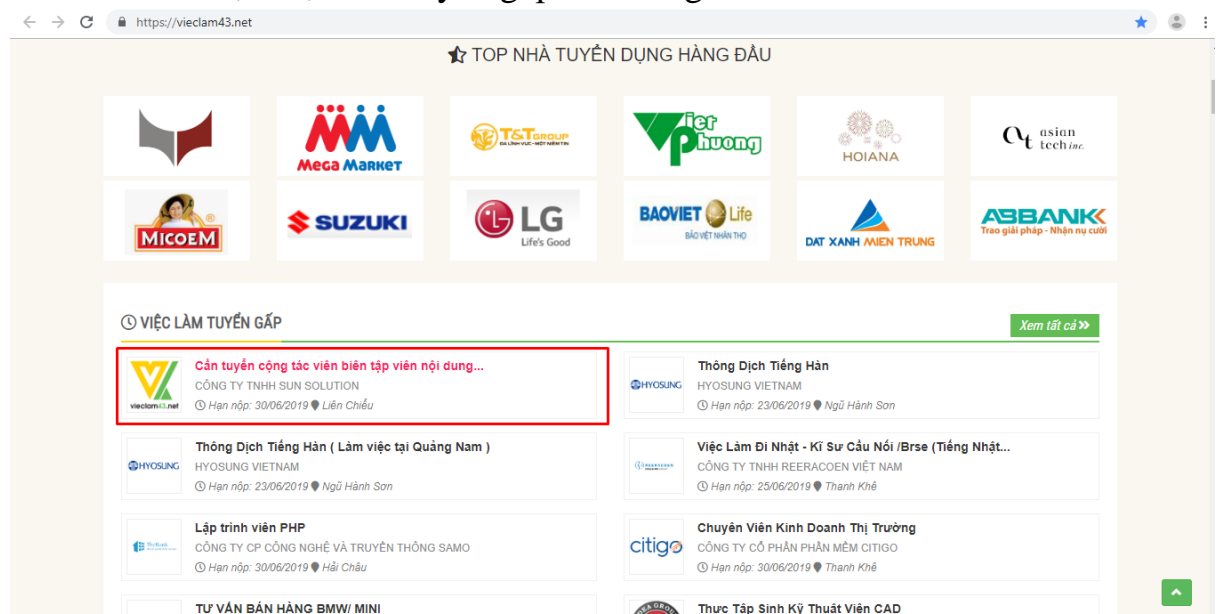 https://vieclam43.net
TOP NHÀ TUYỂN DỤNG HÀNG ĐẦU
MEGA MARKET
T&T GROUP
ĐA LĨNH VỰC-MỘT NIỀM TIN
Viet Phuong
HOIANA
asian
tech inc.
MICOEM
SUZUKI
LG
Life's Good
BAOVIET Life
BẢO VIỆT NHÂN THỌ
DAT XANH MIEN TRUNG
ABBANK
Trao giải pháp - Nhận nụ cười
VIỆC LÀM TUYỂN GẤP
Xem tất cả
vieclam43.net
Cần tuyển cộng tác viên biên tập viên nội dung...
CÔNG TY TNHH SUN SOLUTION
Hạn nộp: 30/06/2019 Liên Chiểu
HYOSUNG
Thông Dịch Tiếng Hàn
HYOSUNG VIETNAM
Hạn nộp: 23/06/2019 Ngũ Hành Sơn
HYOSUNG
Thông Dịch Tiếng Hàn ( Làm việc tại Quảng Nam )
HYOSUNG VIETNAM
Hạn nộp: 23/06/2019 Ngũ Hành Sơn
Việc Làm Đi Nhật - Kĩ Sư Cầu Nối /Brse (Tiếng Nhật...
CÔNG TY TNHH REERACOEN VIỆT NAM
Hạn nộp: 25/06/2019 Thanh Khê
Lập trình viên PHP
CÔNG TY CP CÔNG NGHỆ VÀ TRUYỀN THÔNG SAMO
Hạn nộp: 30/06/2019 Hải Châu
citigo
Chuyên Viên Kinh Doanh Thị Trường
CÔNG TY CỔ PHẦN PHẦN MỀM CITIGO
Hạn nộp: 30/06/2019 Thanh Khê
TƯ VẤN BÁN HÀNG BMW/ MINI
Thực Tập Sinh Kỹ Thuật Viên CAD